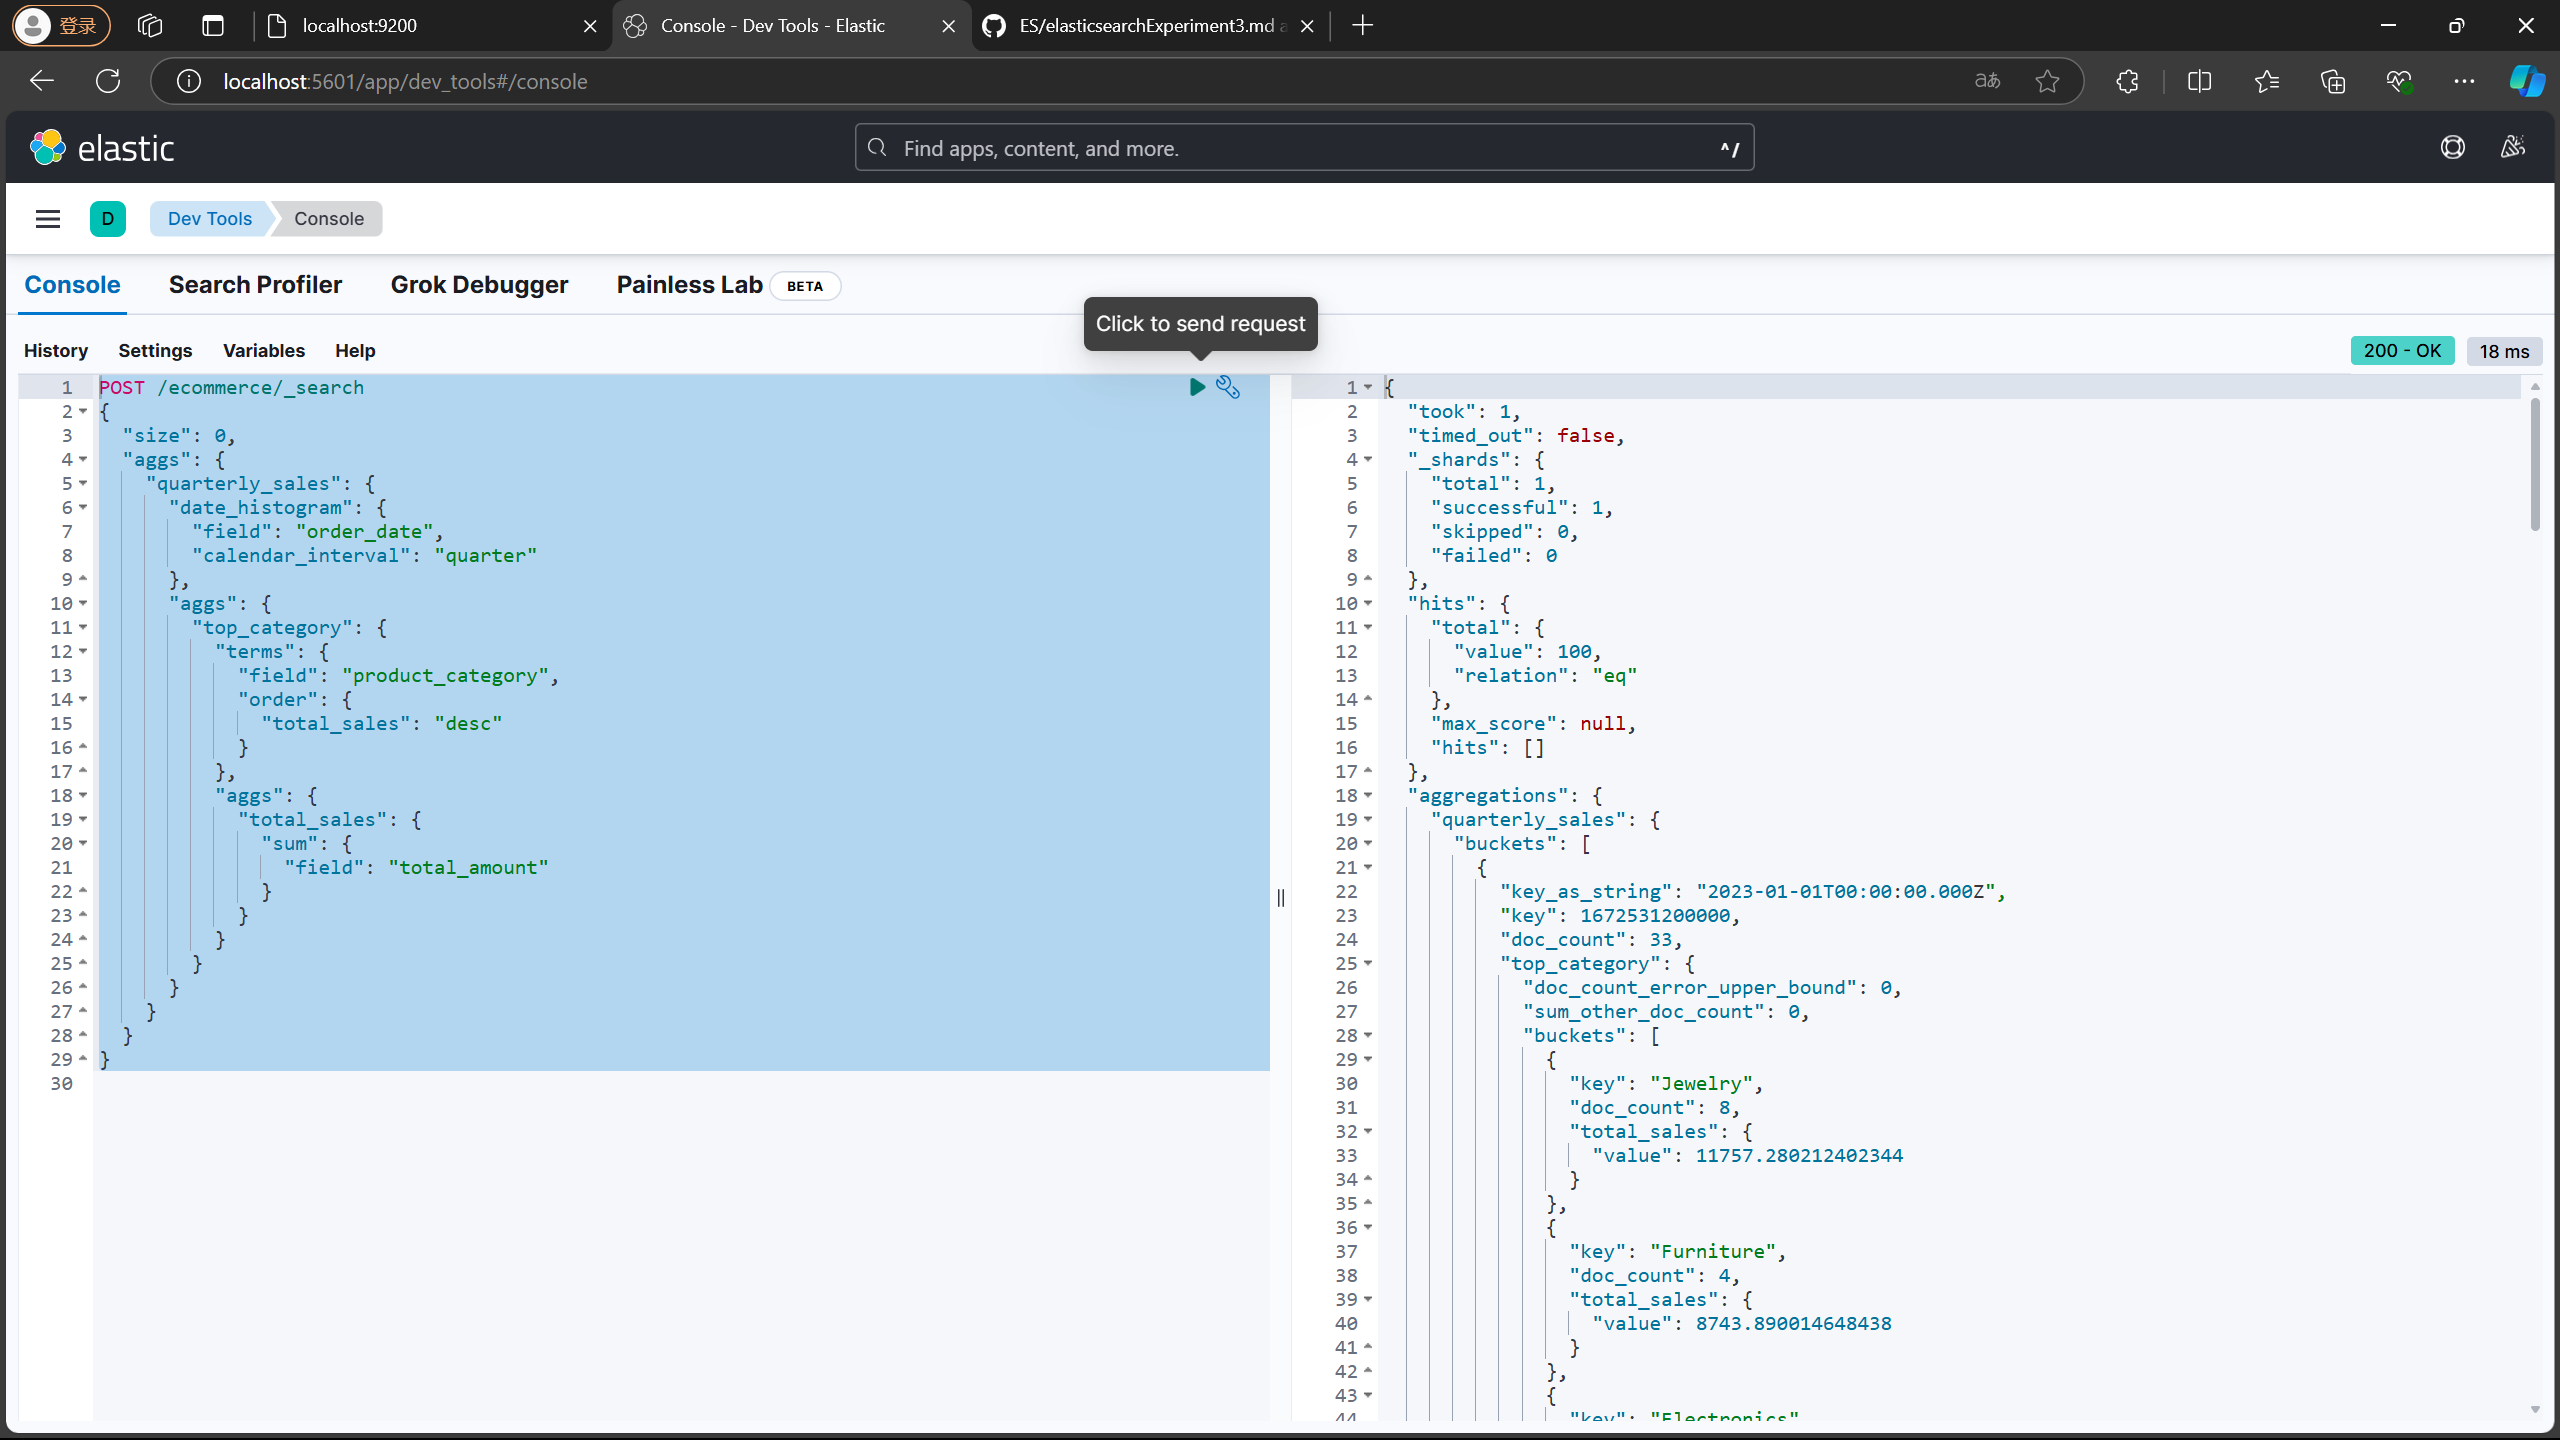 登录
localhost:9200
Console - Dev Tools - Elastic
ES/elasticsearchExperiment3.md a
localhost:5601/app/dev_tools#/console
elastic
Find apps, content, and more.
^/
D
Dev Tools
Console
Console
Search Profiler
Grok Debugger
Painless Lab
BETA
Click to send request
History
Settings
Variables
Help
200 - OK
18 ms
1 POST /ecommerce/_search
2 {
3 "size": 0,
4 "aggs": {
5 "quarterly_sales": {
6 "date_histogram": {
7 "field": "order_date",
8 "calendar_interval": "quarter"
9 },
10 "aggs": {
11 "top_category": {
12 "terms": {
13 "field": "product_category",
14 "order": {
15 "total_sales": "desc"
16 }
17 },
18 "aggs": {
19 "total_sales": {
20 "sum": {
21 "field": "total_amount"
22 }
23 }
24 }
25 }
26 }
27 }
28 }
29 }
30
1 {
2 "took": 1,
3 "timed_out": false,
4 "_shards": {
5 "total": 1,
6 "successful": 1,
7 "skipped": 0,
8 "failed": 0
9 },
10 "hits": {
11 "total": {
12 "value": 100,
13 "relation": "eq"
14 },
15 "max_score": null,
16 "hits": []
17 },
18 "aggregations": {
19 "quarterly_sales": {
20 "buckets": [
21 {
22 "key_as_string": "2023-01-01T00:00:00.000Z",
23 "key": 1672531200000,
24 "doc_count": 33,
25 "top_category": {
26 "doc_count_error_upper_bound": 0,
27 "sum_other_doc_count": 0,
28 "buckets": [
29 {
30 "key": "Jewelry",
31 "doc_count": 8,
32 "total_sales": {
33 "value": 11757.280212402344
34 }
35 },
36 {
37 "key": "Furniture",
38 "doc_count": 4,
39 "total_sales": {
40 "value": 8743.890014648438
41 }
42 },
43 {
44 "key": "Electronics"